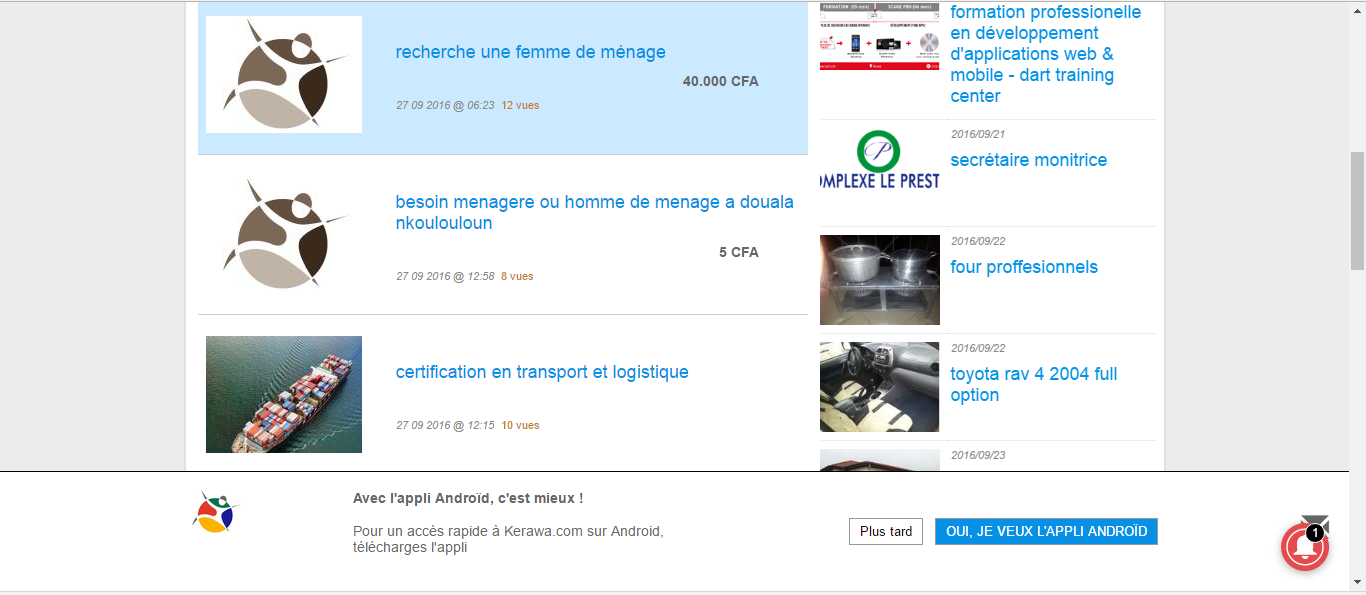 recherche une femme de ménage
40.000 CFA
27 09 2016 @ 06:23 12 vues
besoin menagere ou homme de menage a douala
nkoulouloun
5 CFA
27 09 2016 @ 12:58 8 vues
certification en transport et logistique
27 09 2016 @ 12:15 10 vues
formation professionelle
en développement
d'applications web &
mobile - dart training
center
2016/09/21
secrétaire monitrice
OMPLEXE LE PREST
2016/09/22
four proffesionnels
2016/09/22
toyota rav 4 2004 full
option
2016/09/23
Avec l'appli Androïd, c'est mieux !
Pour un accès rapide à Kerawa.com sur Android,
télécharges l'appli
Plus tard
OUI, JE VEUX L'APPLI ANDROÏD
1